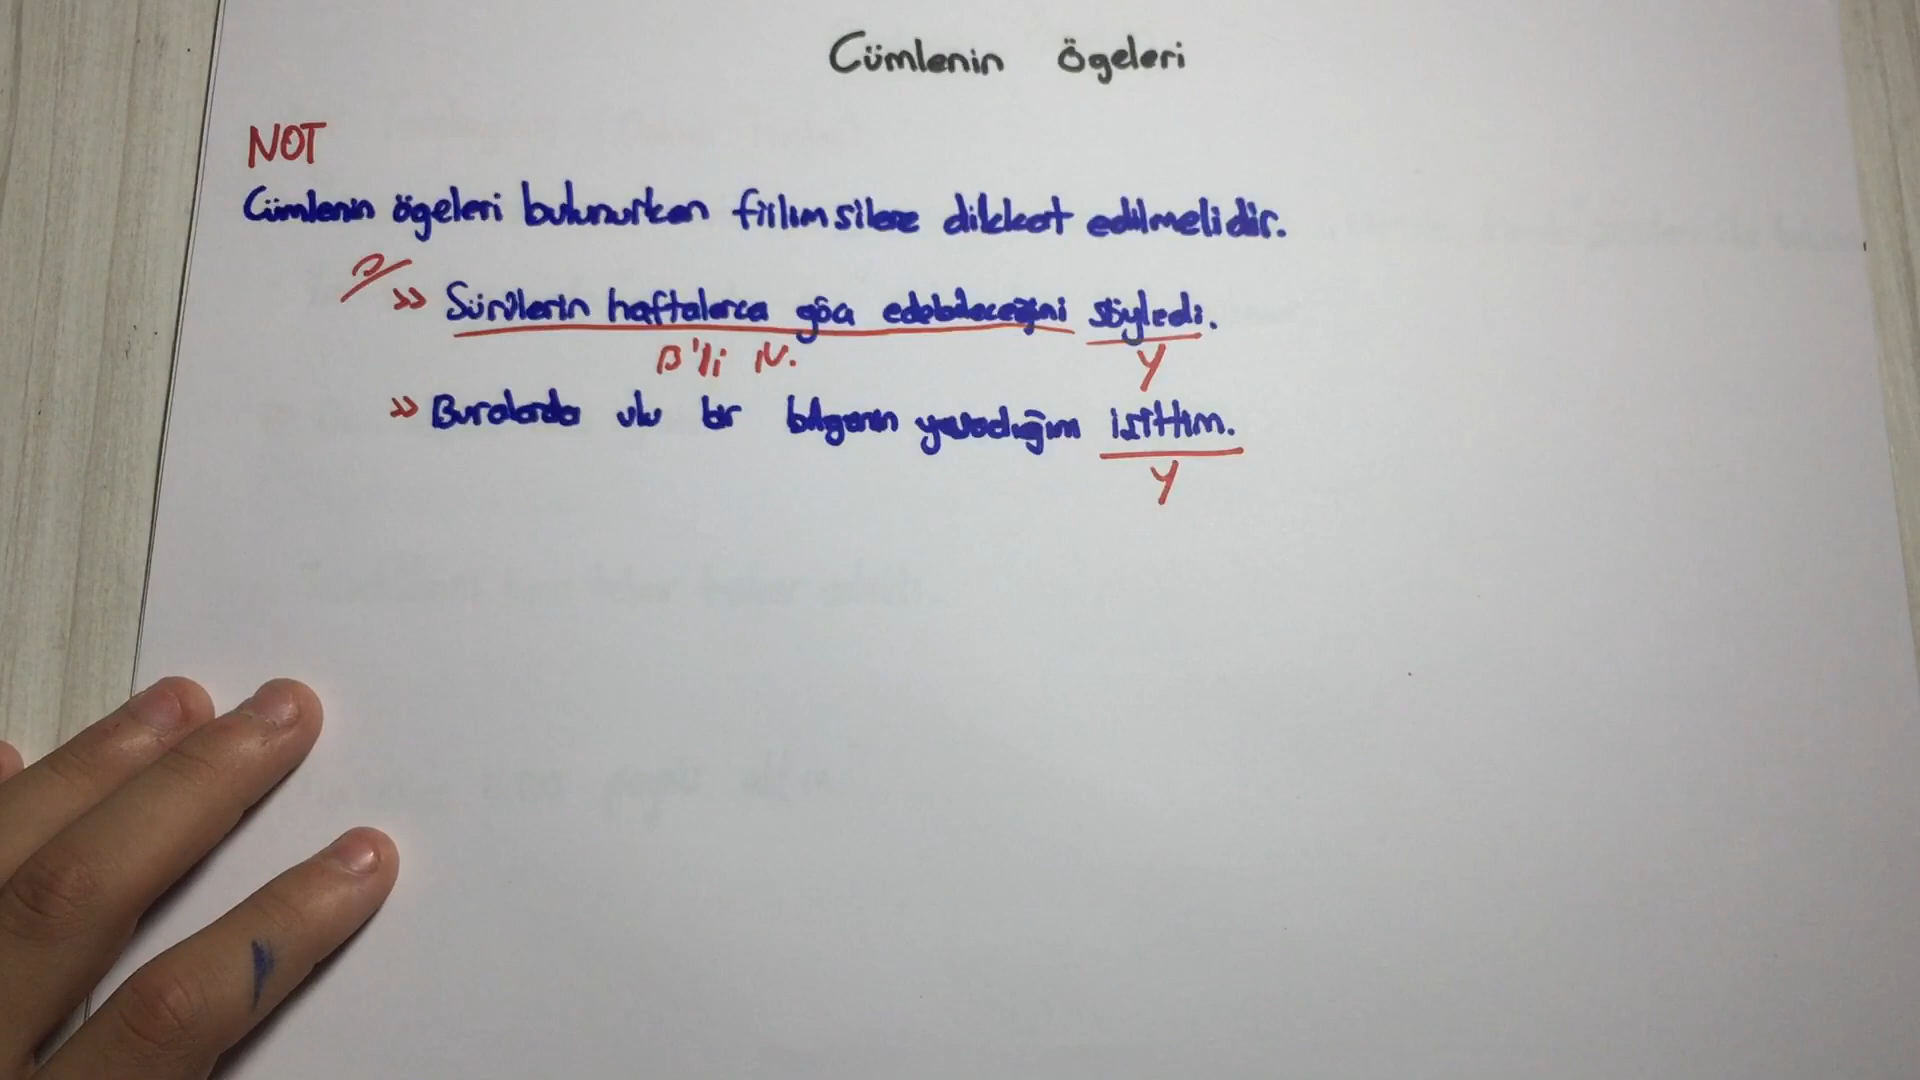 Cümlenin Ögeleri
NOT
Cümlenin ögeleri bulunurken fiilimsilere dikkat edilmelidir.
>> Sürülerin haftalarca göç edebileceğini söyledi.
B'li N. Y
>> Buralarda ulu bir bilgenin yaşadığını işittim.
Y